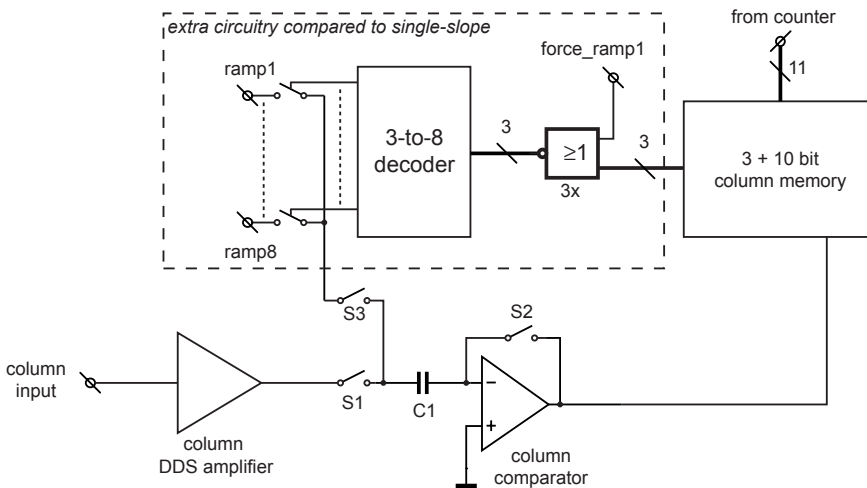 extra circuitry compared to single-slope
from counter
11
ramp1
force_ramp1
3-to-8
decoder
3
≥1
3x
3
3 + 10 bit
column memory
ramp8
S3
S2
column
input
S1
C1
column
DDS amplifier
column
comparator
−
+